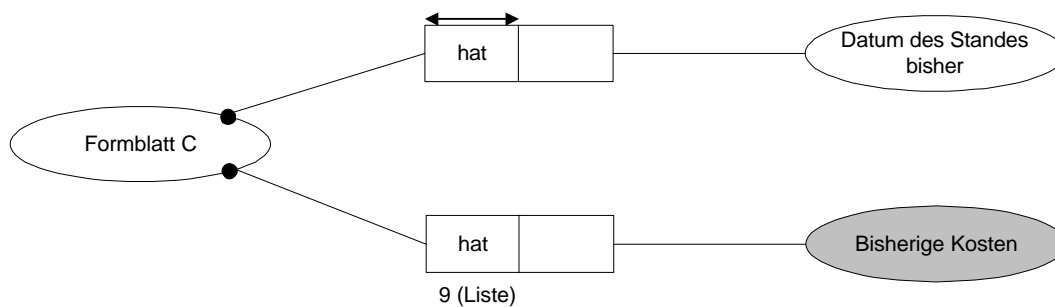 hat
Datum des Standes
bisher
Formblatt C
hat
Bisherige Kosten
9 (Liste)